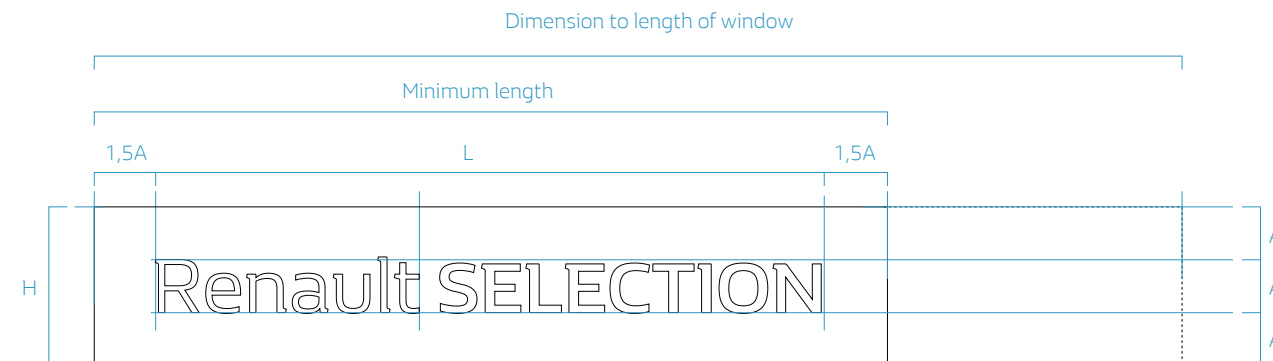 Dimension to length of window
Minimum length
1,5A L 1,5A
Renault SELECTION
H
A
A
A